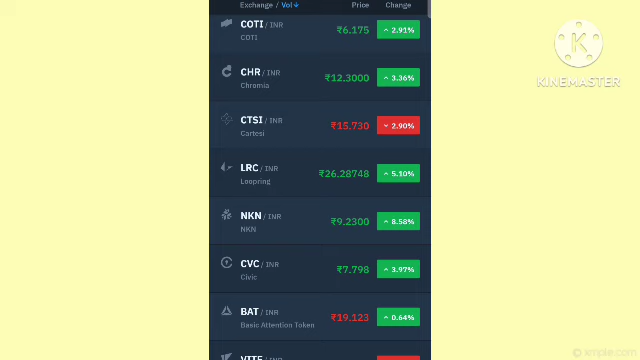 Exchange / Vol↓ Price Change
COTI / INR ₹6.175 2.91%
COTI
CHR / INR ₹12.3000 3.36%
Chromia
CTSI / INR ₹15.730 2.90%
Cartesi
LRC / INR ₹26.28748 5.10%
Loopring
NKN / INR ₹9.2300 8.58%
NKN
CVC / INR ₹7.798 3.97%
Civic
BAT / INR ₹19.123 0.64%
Basic Attention Token
K
KINEMASTER